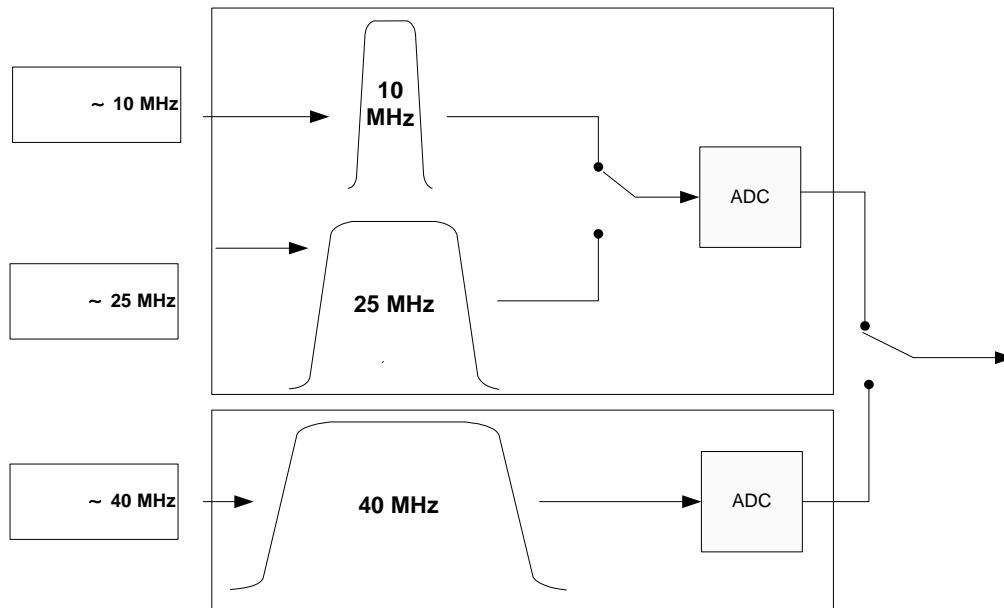 ~ 10 MHz
10
MHz
ADC
~ 25 MHz
25 MHz
~ 40 MHz
40 MHz
ADC